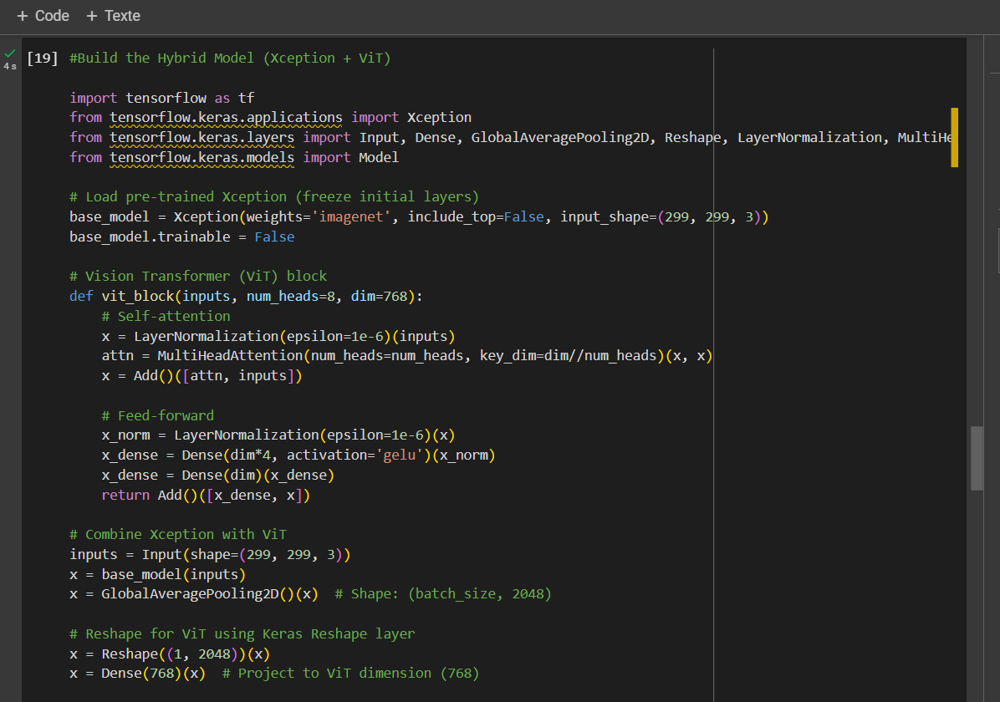 + Code + Texte
[19] #Build the Hybrid Model (Xception + ViT)
4 s
import tensorflow as tf
from tensorflow.keras.applications import Xception
from tensorflow.keras.layers import Input, Dense, GlobalAveragePooling2D, Reshape, LayerNormalization, MultiHe
from tensorflow.keras.models import Model
# Load pre-trained Xception (freeze initial layers)
base_model = Xception(weights='imagenet', include_top=False, input_shape=(299, 299, 3))
base_model.trainable = False
# Vision Transformer (ViT) block
def vit_block(inputs, num_heads=8, dim=768):
    # Self-attention
    x = LayerNormalization(epsilon=1e-6)(inputs)
    attn = MultiHeadAttention(num_heads=num_heads, key_dim=dim//num_heads)(x, x)
    x = Add()([attn, inputs])
    # Feed-forward
    x_norm = LayerNormalization(epsilon=1e-6)(x)
    x_dense = Dense(dim*4, activation='gelu')(x_norm)
    x_dense = Dense(dim)(x_dense)
    return Add()([x_dense, x])
# Combine Xception with ViT
inputs = Input(shape=(299, 299, 3))
x = base_model(inputs)
x = GlobalAveragePooling2D()(x)  # Shape: (batch_size, 2048)
# Reshape for ViT using Keras Reshape layer
x = Reshape((1, 2048))(x)
x = Dense(768)(x)  # Project to ViT dimension (768)